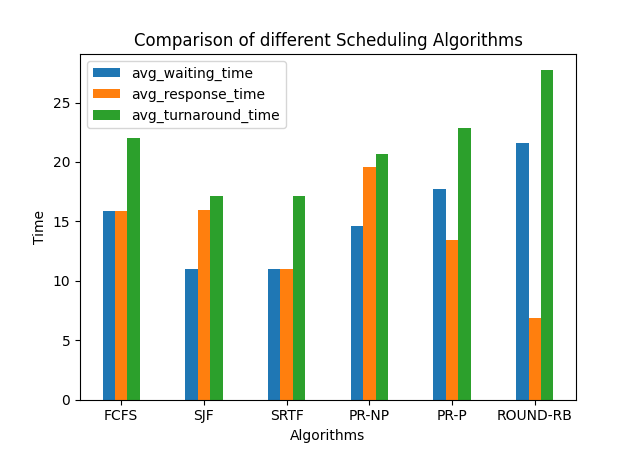 Comparison of different Scheduling Algorithms
avg_waiting_time
avg_response_time
avg_turnaround_time
Time
25
20
15
10
5
0
FCFS SJF SRTF PR-NP PR-P ROUND-RB
Algorithms